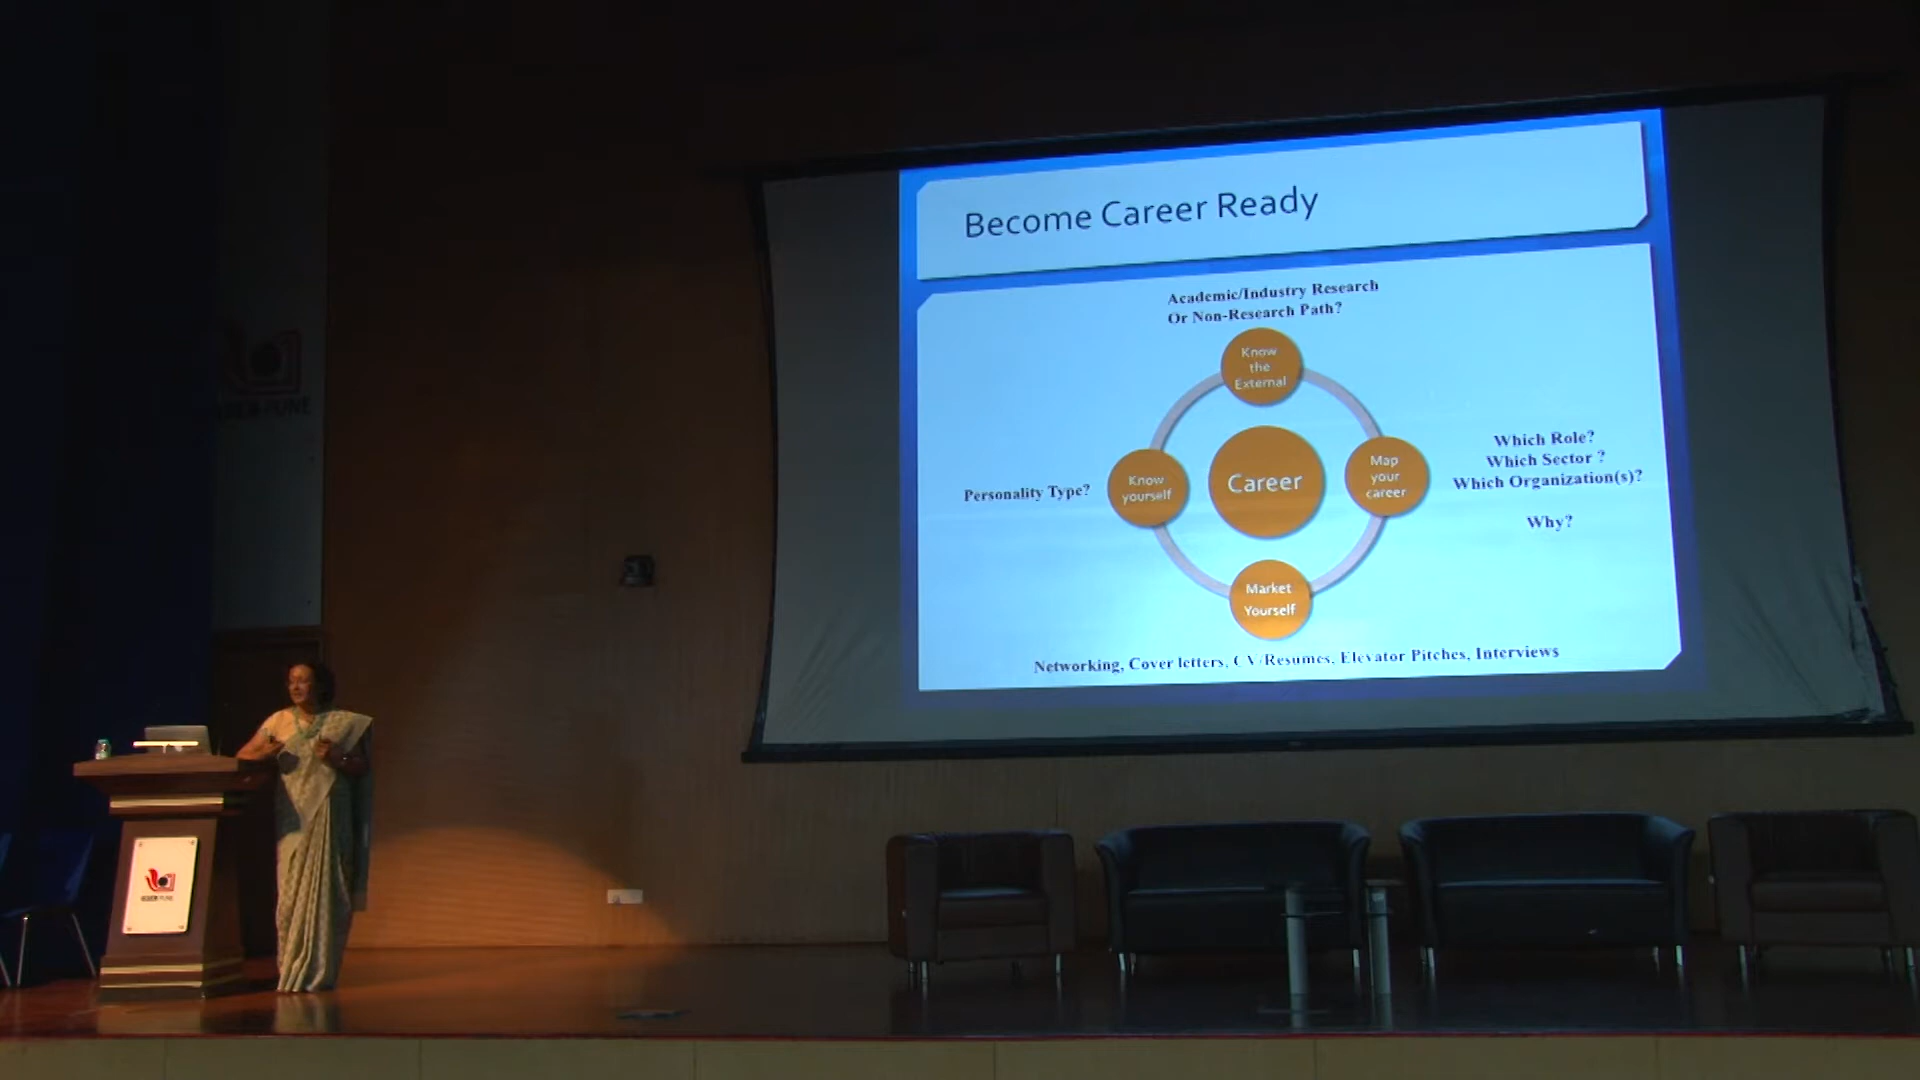 Become Career Ready
Academic/Industry Research
Or Non-Research Path?
Know
the
External
Which Role?
Which Sector ?
Which Organization(s)?
Why?
Map
your
career
Career
Know
yourself
Personality Type?
Market
Yourself
Networking, Cover letters, CV/Resumes, Elevator Pitches, Interviews
IISER PUNE